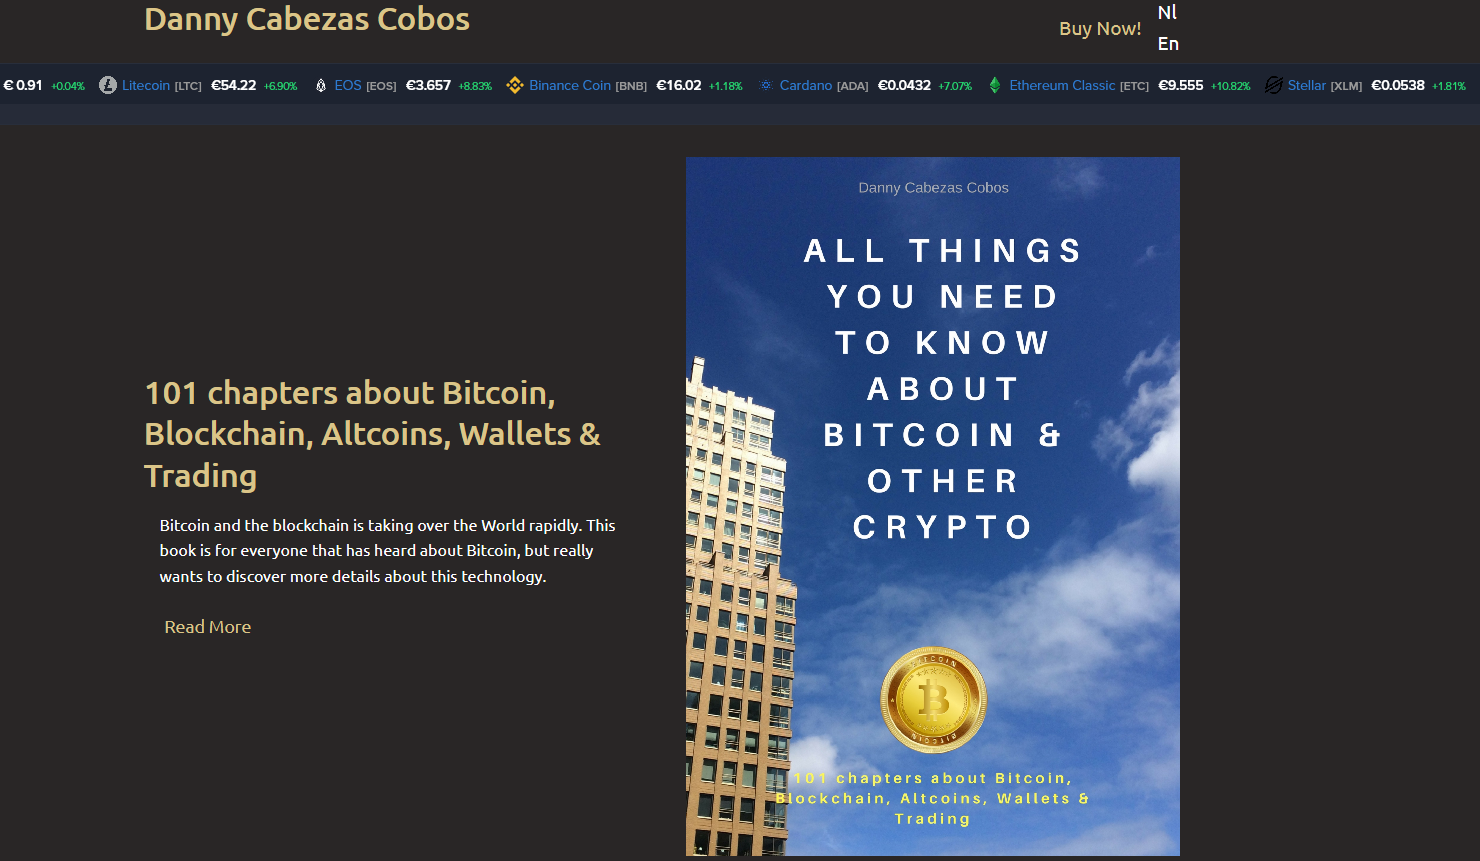 Danny Cabezas Cobos
Buy Now!
Nl
En
€ 0.91 +0.04% Litecoin [LTC] €54.22 +6.90% EOS [EOS] €3.657 +8.83% Binance Coin [BNB] €16.02 +1.18% Cardano [ADA] €0.0432 +7.07% Ethereum Classic [ETC] €9.555 +10.82% Stellar [XLM] €0.0538 +1.81%
101 chapters about Bitcoin,
Blockchain, Altcoins, Wallets &
Trading
Bitcoin and the blockchain is taking over the World rapidly. This
book is for everyone that has heard about Bitcoin, but really
wants to discover more details about this technology.
Read More
Danny Cabezas Cobos
ALL THINGS
YOU NEED
TO KNOW
ABOUT
BITCOIN &
OTHER
CRYPTO
BITCOIN
B
BITCOIN
101 chapters about Bitcoin,
Blockchain, Altcoins, Wallets &
Trading